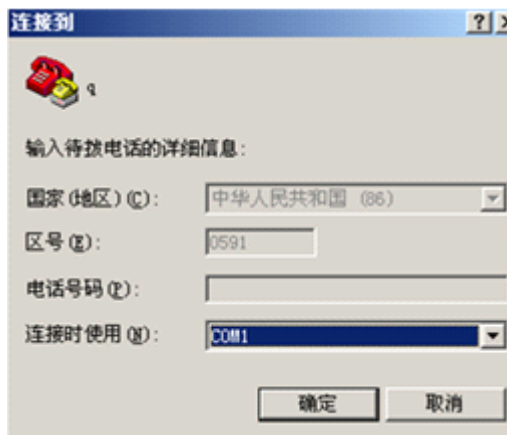 连接到
q
输入待拨电话的详细信息:
国家(地区)(C): 中华人民共和国 (86)
区号(E): 0591
电话号码(P):
连接时使用(N): COM1
确定 取消